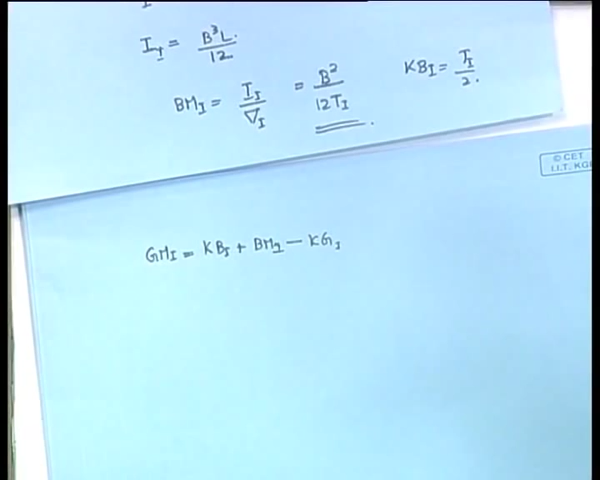 I_I = B³L / 12.
BM_I = I_I / ∇_I = B² / 12T_I .
KB_I = T_I / 2.
© CET
I.I.T. KGP
GM_I = KB_I + BM_I — KG_I